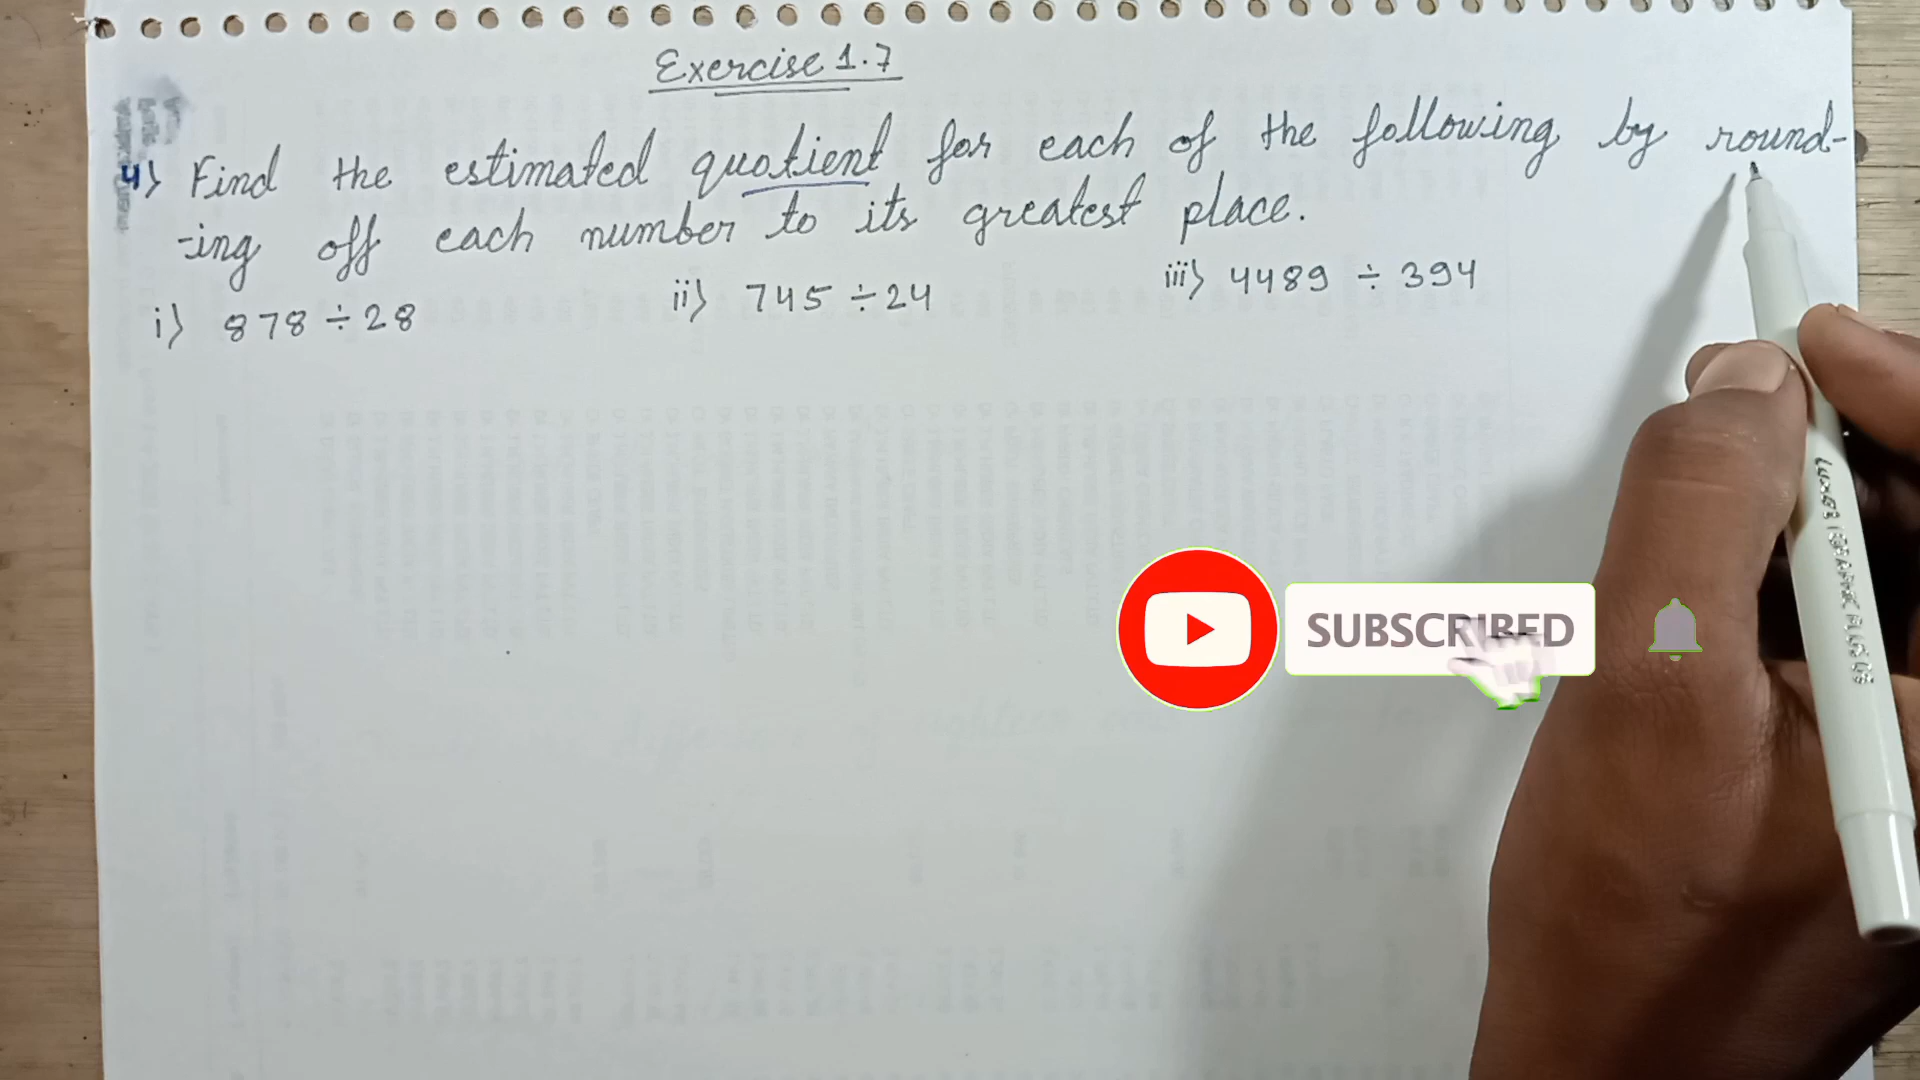 Exercise 1.7
4) Find the estimated quotient for each of the following by round-
-ing off each number to its greatest place.
i) 878 ÷ 28
ii) 745 ÷ 24
iii) 4489 ÷ 394
SUBSCRIBED